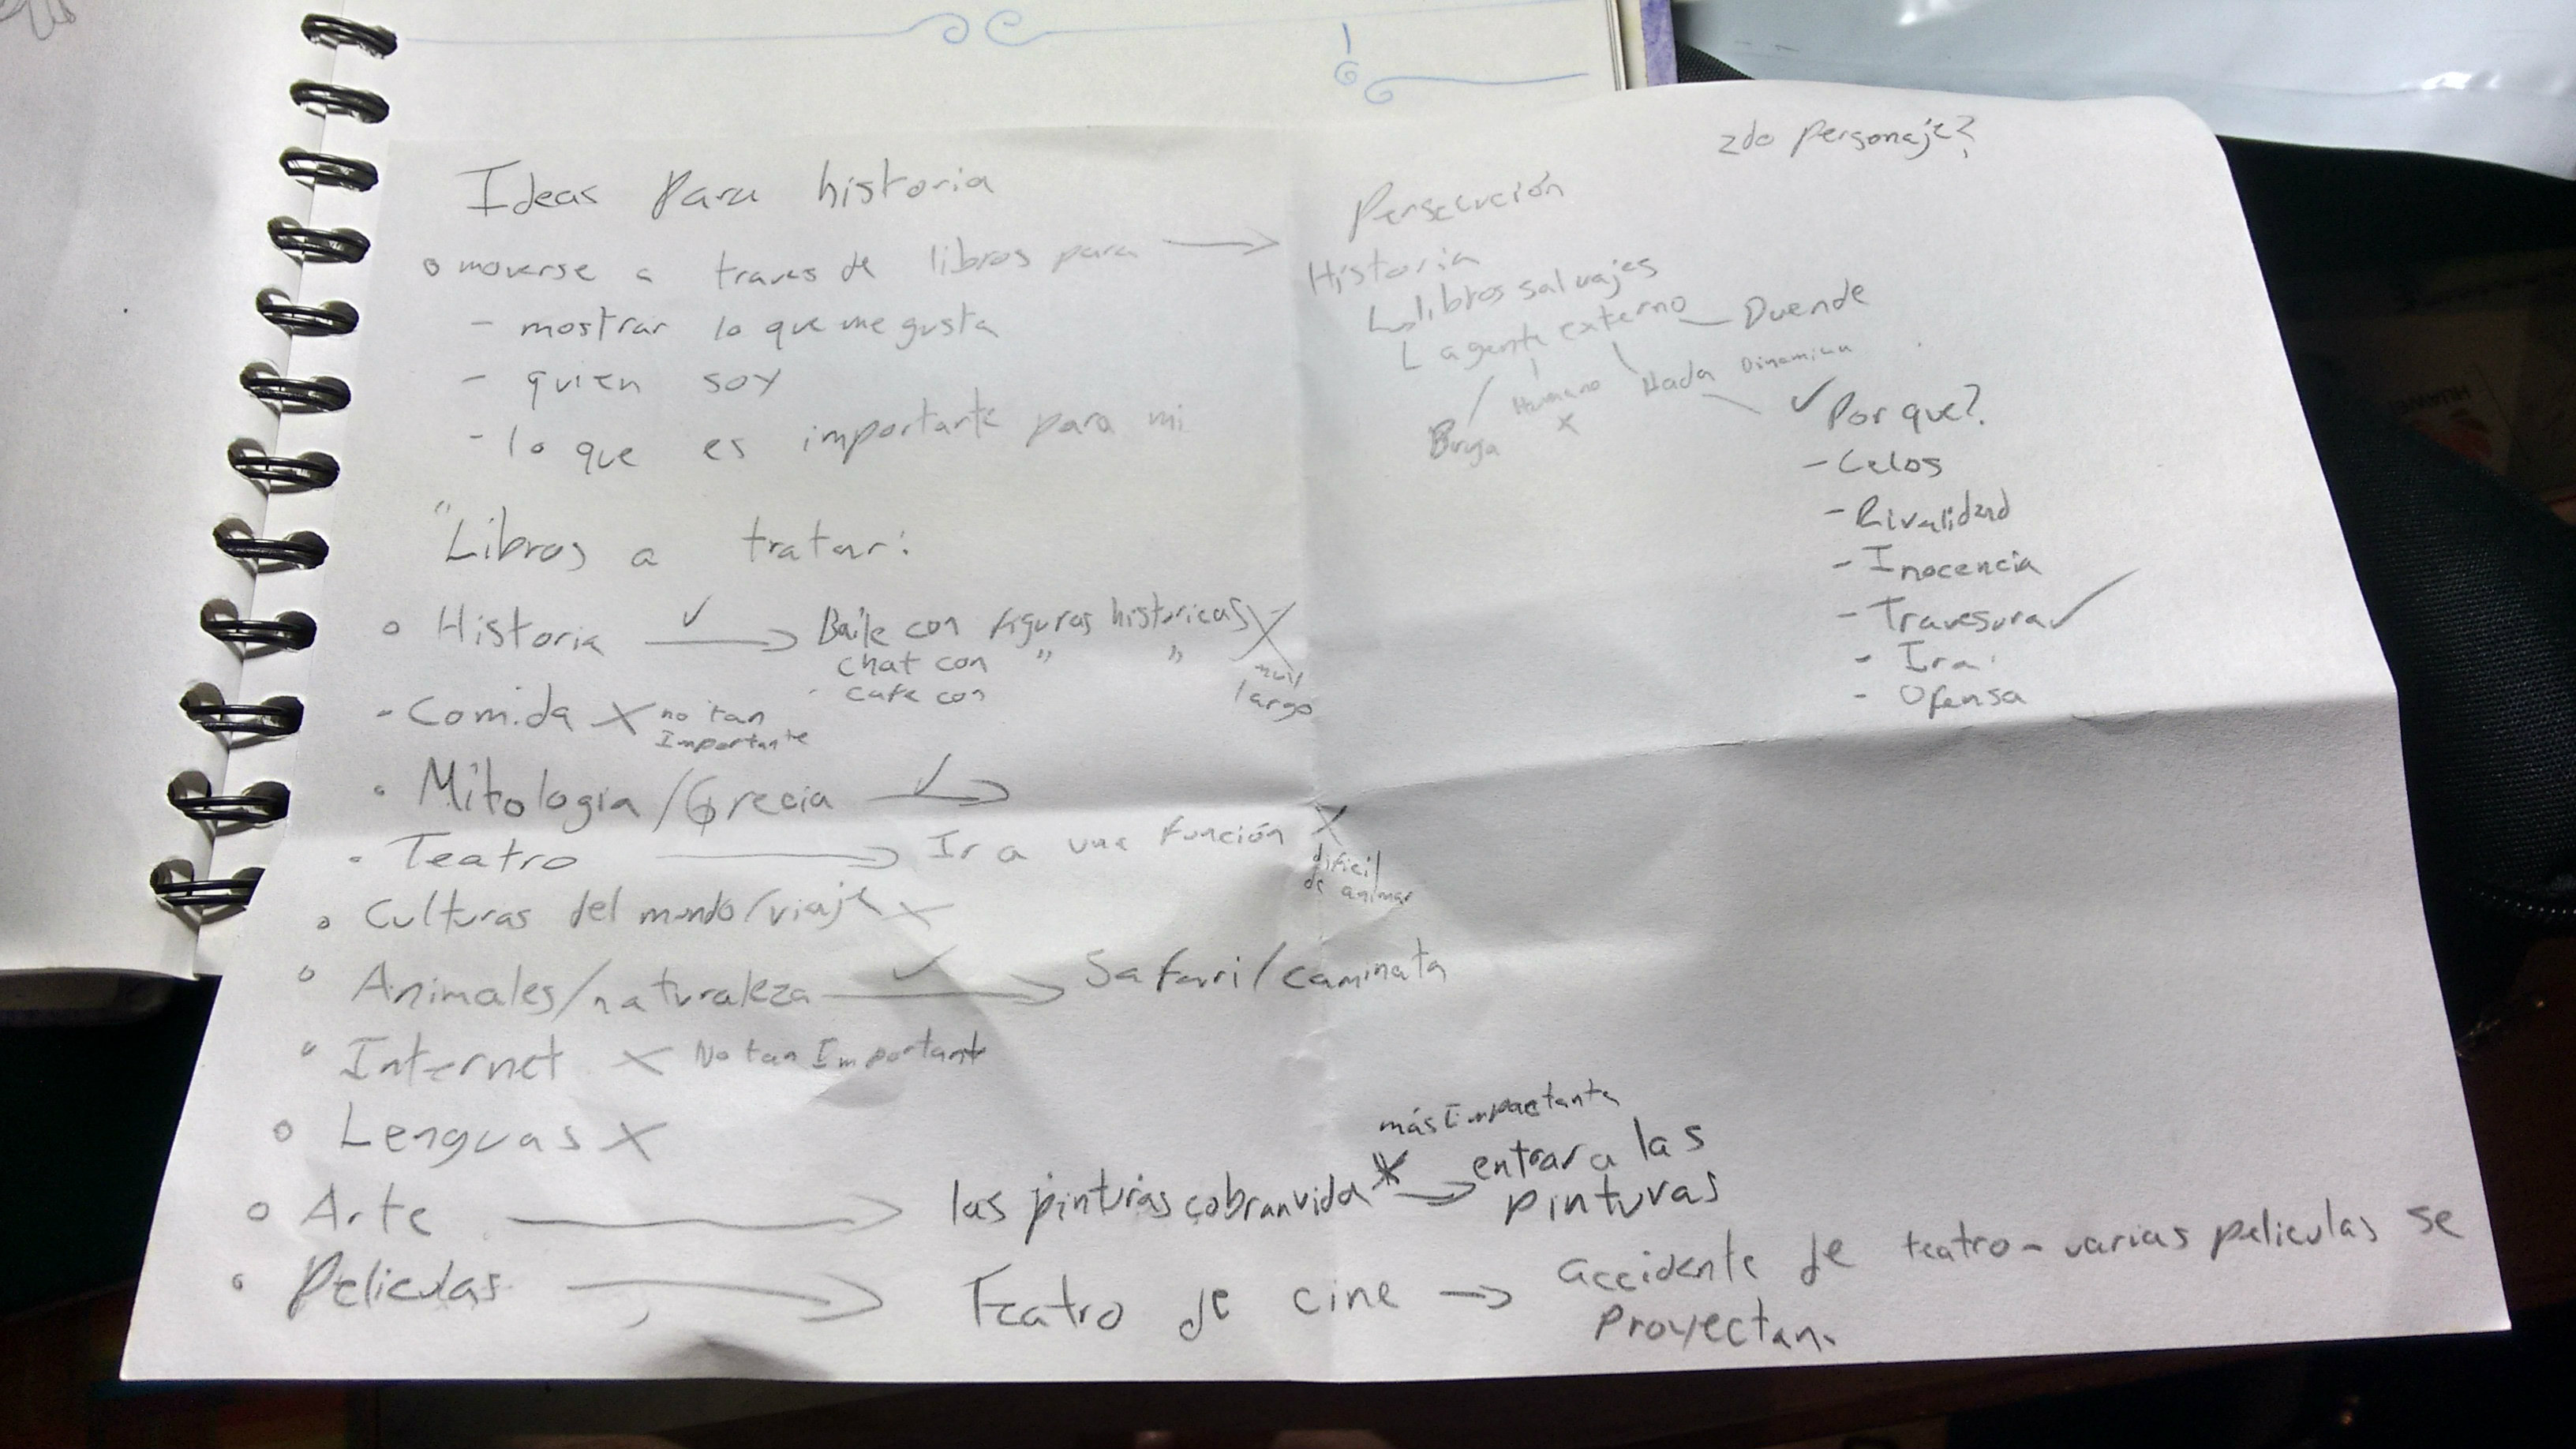 Ideas para historia
o moverse a traves de libros para →
- mostrar lo que me gusta
- quien soy
- lo que es importante para mi
"Libros a tratar:
o Historia ✓→ Baile con figuras historicas X
chat con " "
- cafe con
muy
largo
- Comida X no tan
Importante
• Mitologia/Grecia ✓→
• Teatro → Ir a una función X
dificil
de animar
o Culturas del mundo/viaje X
o Animales/naturaleza ✓→ Safari/caminata
o Internet X No tan Important
o Lenguas X
o Arte → las pinturas cobran vida * → entrar a las
pinturas
más Impactante
o Peliculas → Teatro de cine → accidente de teatro - varias peliculas se
proyectan.
2do personaje?
Persecución
Historia
libros salvajes
agente externo - Duende
Bruja
Humano
X
Hada
Dinamica
✓ Por que?
- Celos
- Rivalidad
- Inocencia
- Travesura ✓
- Ira
- Ofensa